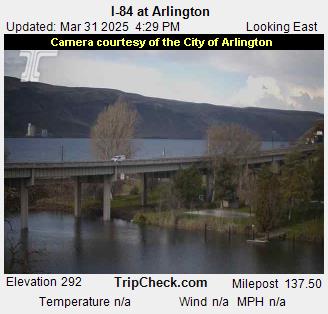 I-84 at Arlington
Updated: Mar 31 2025 4:29 PM Looking East
Camera courtesy of the City of Arlington
Elevation 292 TripCheck.com Milepost 137.50
Temperature n/a Wind n/a MPH n/a